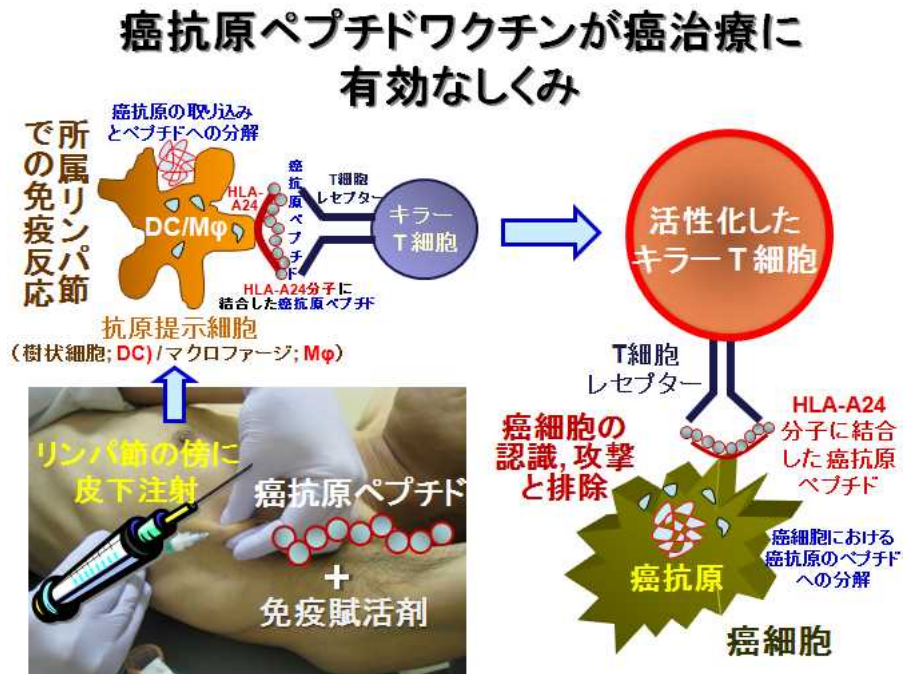 癌抗原ペプチドワクチンが癌治療に
有効なしくみ
所属リンパ節
での免疫反応
癌抗原の取り込み
とペプチドへの分解
DC/Mφ
HLA-
A24
癌抗原ペプチド
T細胞
レセプター
キラー
T細胞
HLA-A24分子に
結合した癌抗原ペプチド
抗原提示細胞
(樹状細胞; DC) /マクロファージ; Mφ)
リンパ節の傍に
皮下注射
癌抗原ペプチド
+
免疫賦活剤
活性化した
キラーT細胞
T細胞
レセプター
癌細胞の
認識,攻撃
と排除
HLA-A24
分子に結合
した癌抗原
ペプチド
癌抗原
癌細胞における
癌抗原のペプチド
への分解
癌細胞